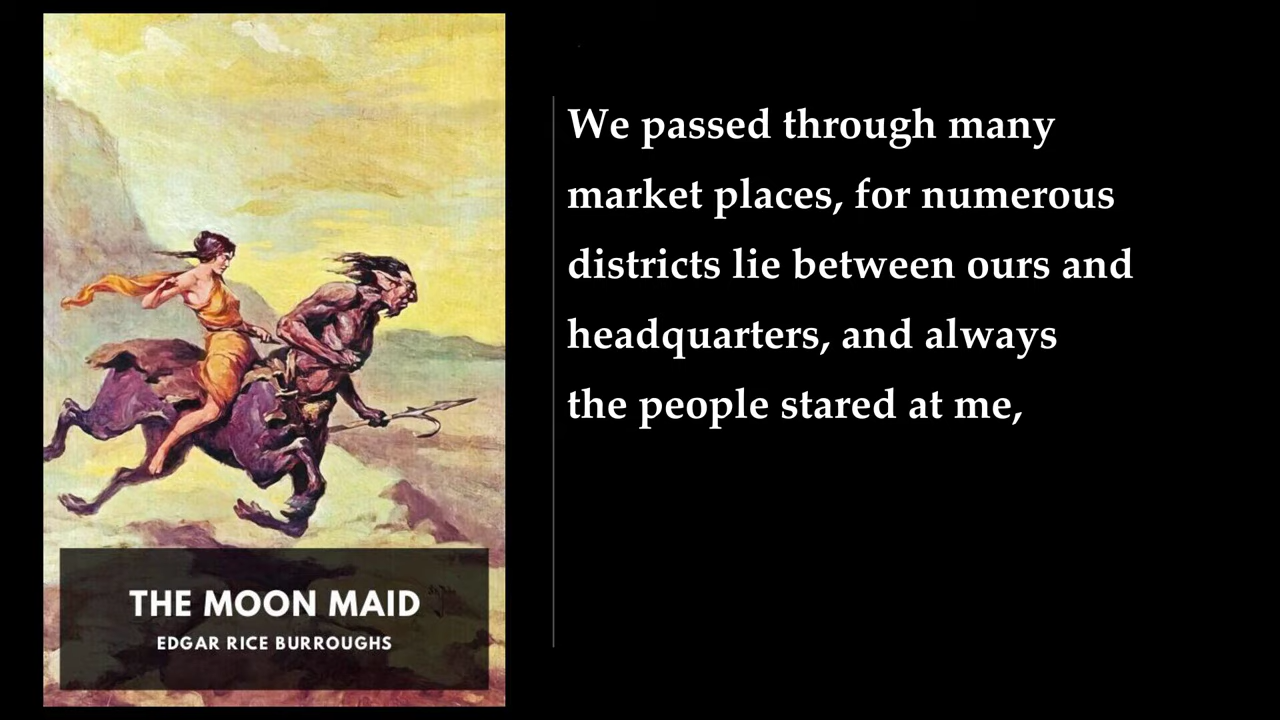 We passed through many
market places, for numerous
districts lie between ours and
headquarters, and always
the people stared at me,
THE MOON MAID
EDGAR RICE BURROUGHS